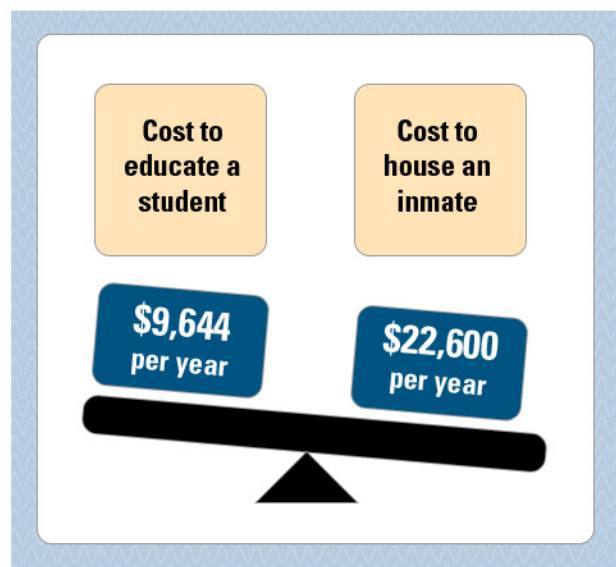 Cost to
educate a
student
Cost to
house an
inmate
$9,644
per year
$22,600
per year